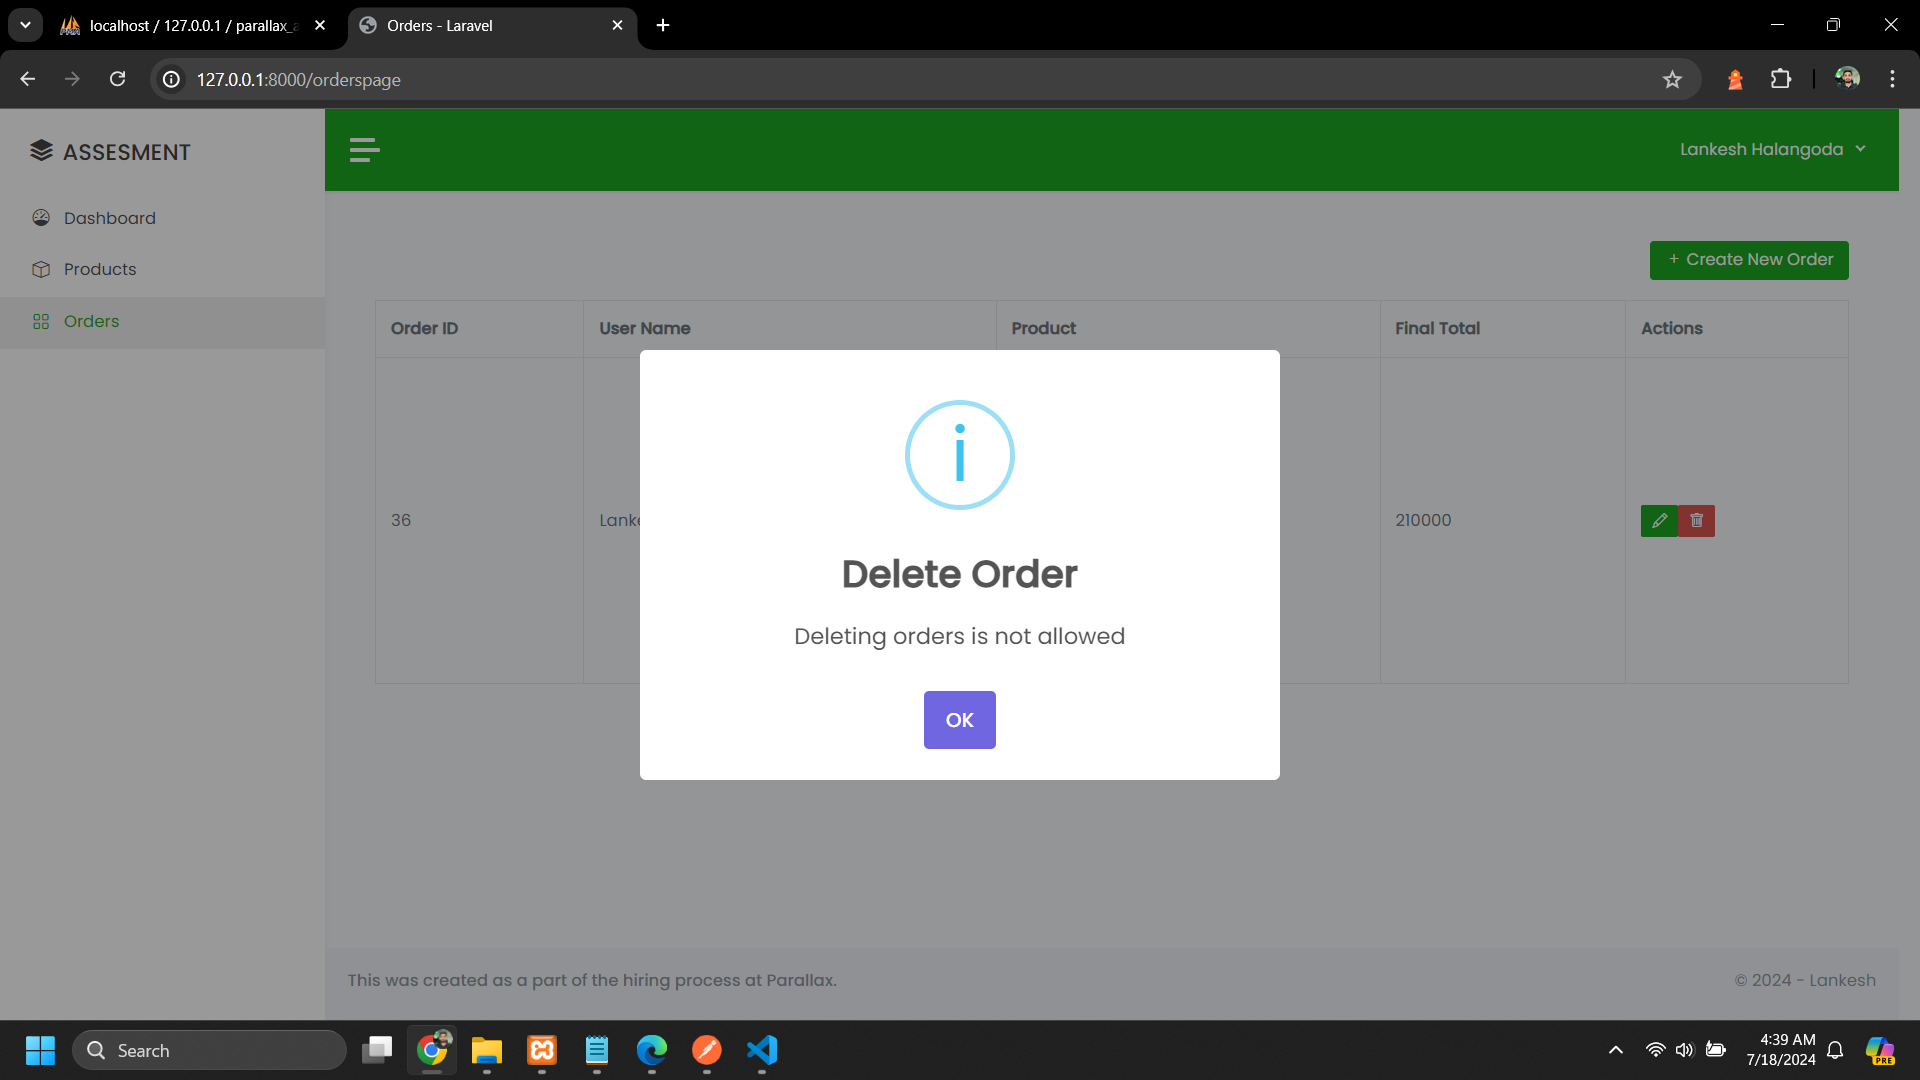 localhost / 127.0.0.1 / parallax_a
Orders - Laravel
127.0.0.1:8000/orderspage
ASSESMENT
Lankesh Halangoda
Dashboard
Products
Orders
+ Create New Order
Order ID User Name Product Final Total Actions
36 Lanke 210000
i
Delete Order
Deleting orders is not allowed
OK
This was created as a part of the hiring process at Parallax.
© 2024 - Lankesh
Search
4:39 AM
7/18/2024
PRE